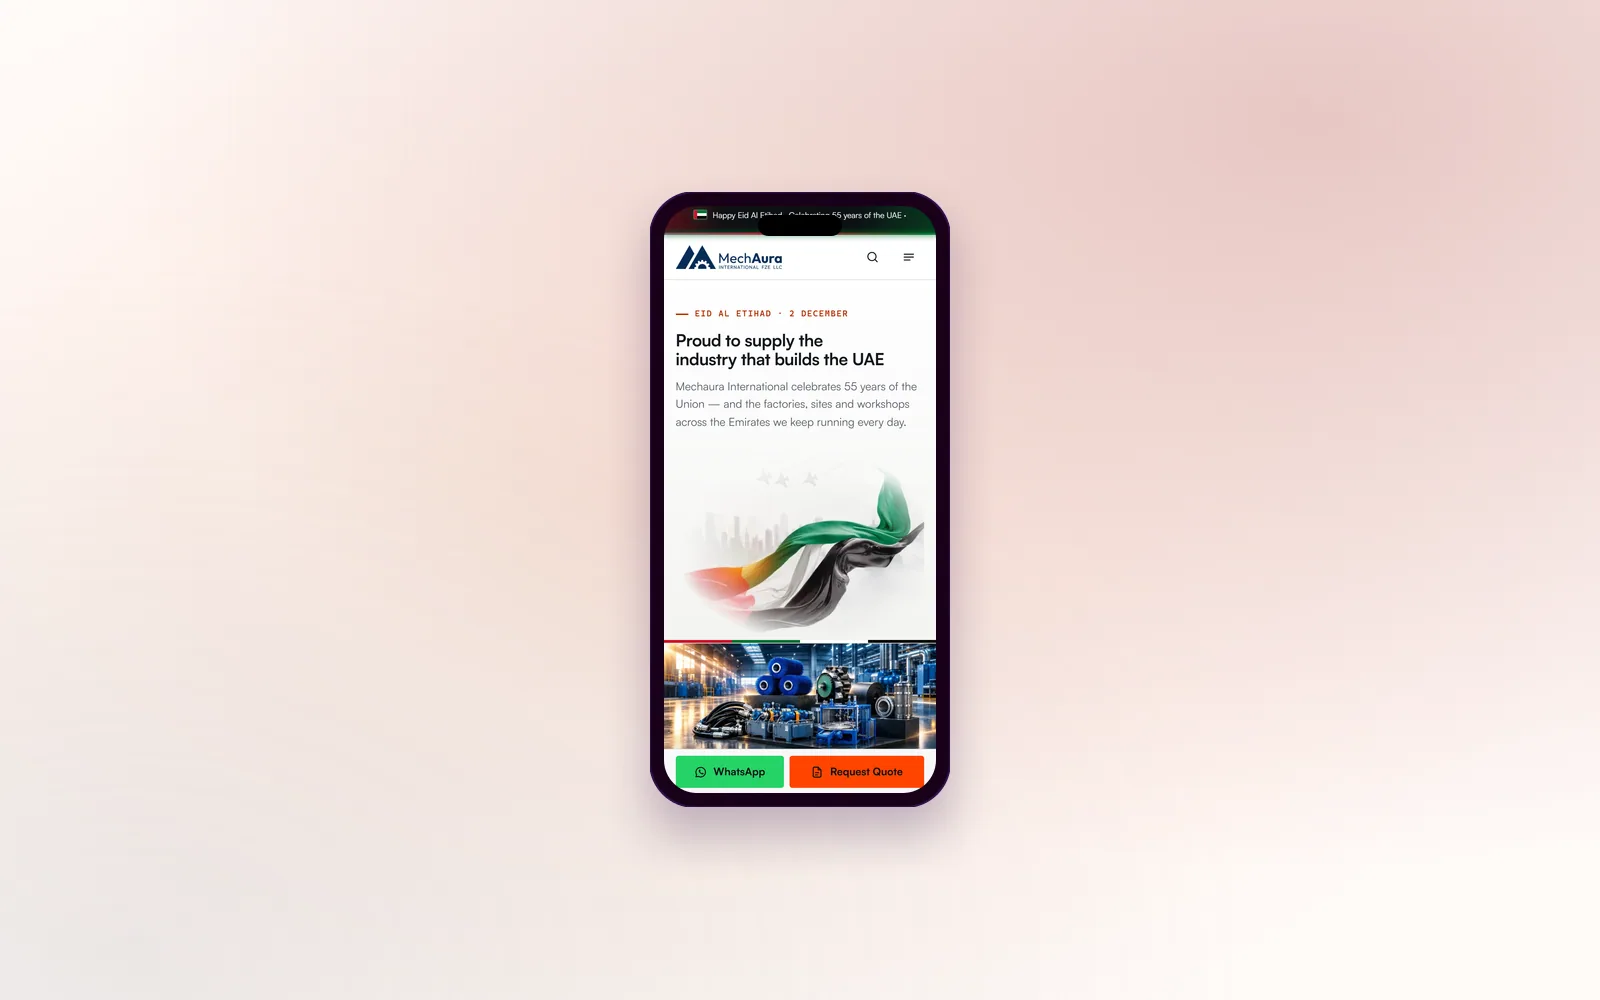 Happy Eid Al Etihad · Celebrating 55 years of the UAE ·
MechAura
INTERNATIONAL FZE LLC
EID AL ETIHAD · 2 DECEMBER
Proud to supply the
industry that builds the UAE
Mechaura International celebrates 55 years of the
Union — and the factories, sites and workshops
across the Emirates we keep running every day.
WhatsApp
Request Quote